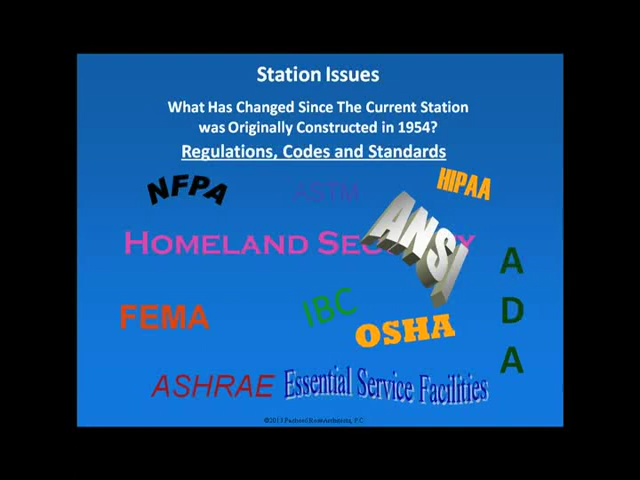 Station Issues
What Has Changed Since The Current Station
was Originally Constructed in 1954?
Regulations, Codes and Standards
NFPA
ASTM
HIPAA
ANSI
HOMELAND
A
D
A
FEMA
IBC
OSHA
ASHRAE
Essential Service Facilities